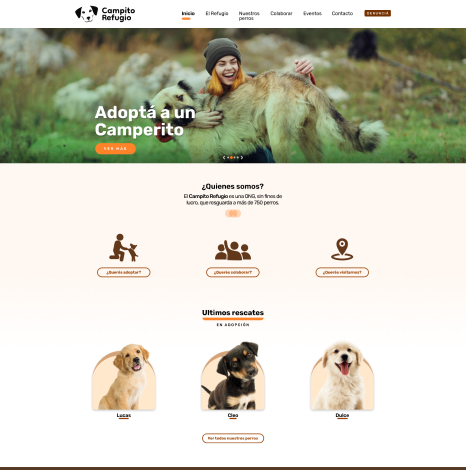 Campito
Refugio
Inicio
El Refugio
Nuestros
perros
Colaborar
Eventos
Contacto
DENUNCIÁ
Adoptá a un
Camperito
VER MÁS
¿Quienes somos?
El Campito Refugio es una ONG, sin fines de
lucro, que resguarda a más de 750 perros.
¿Querés adoptar?
¿Querés colaborar?
¿Querés visitarnos?
Ultimos rescates
EN ADOPCIÓN
Lucas
Cleo
Dulce
Ver todos nuestros perros